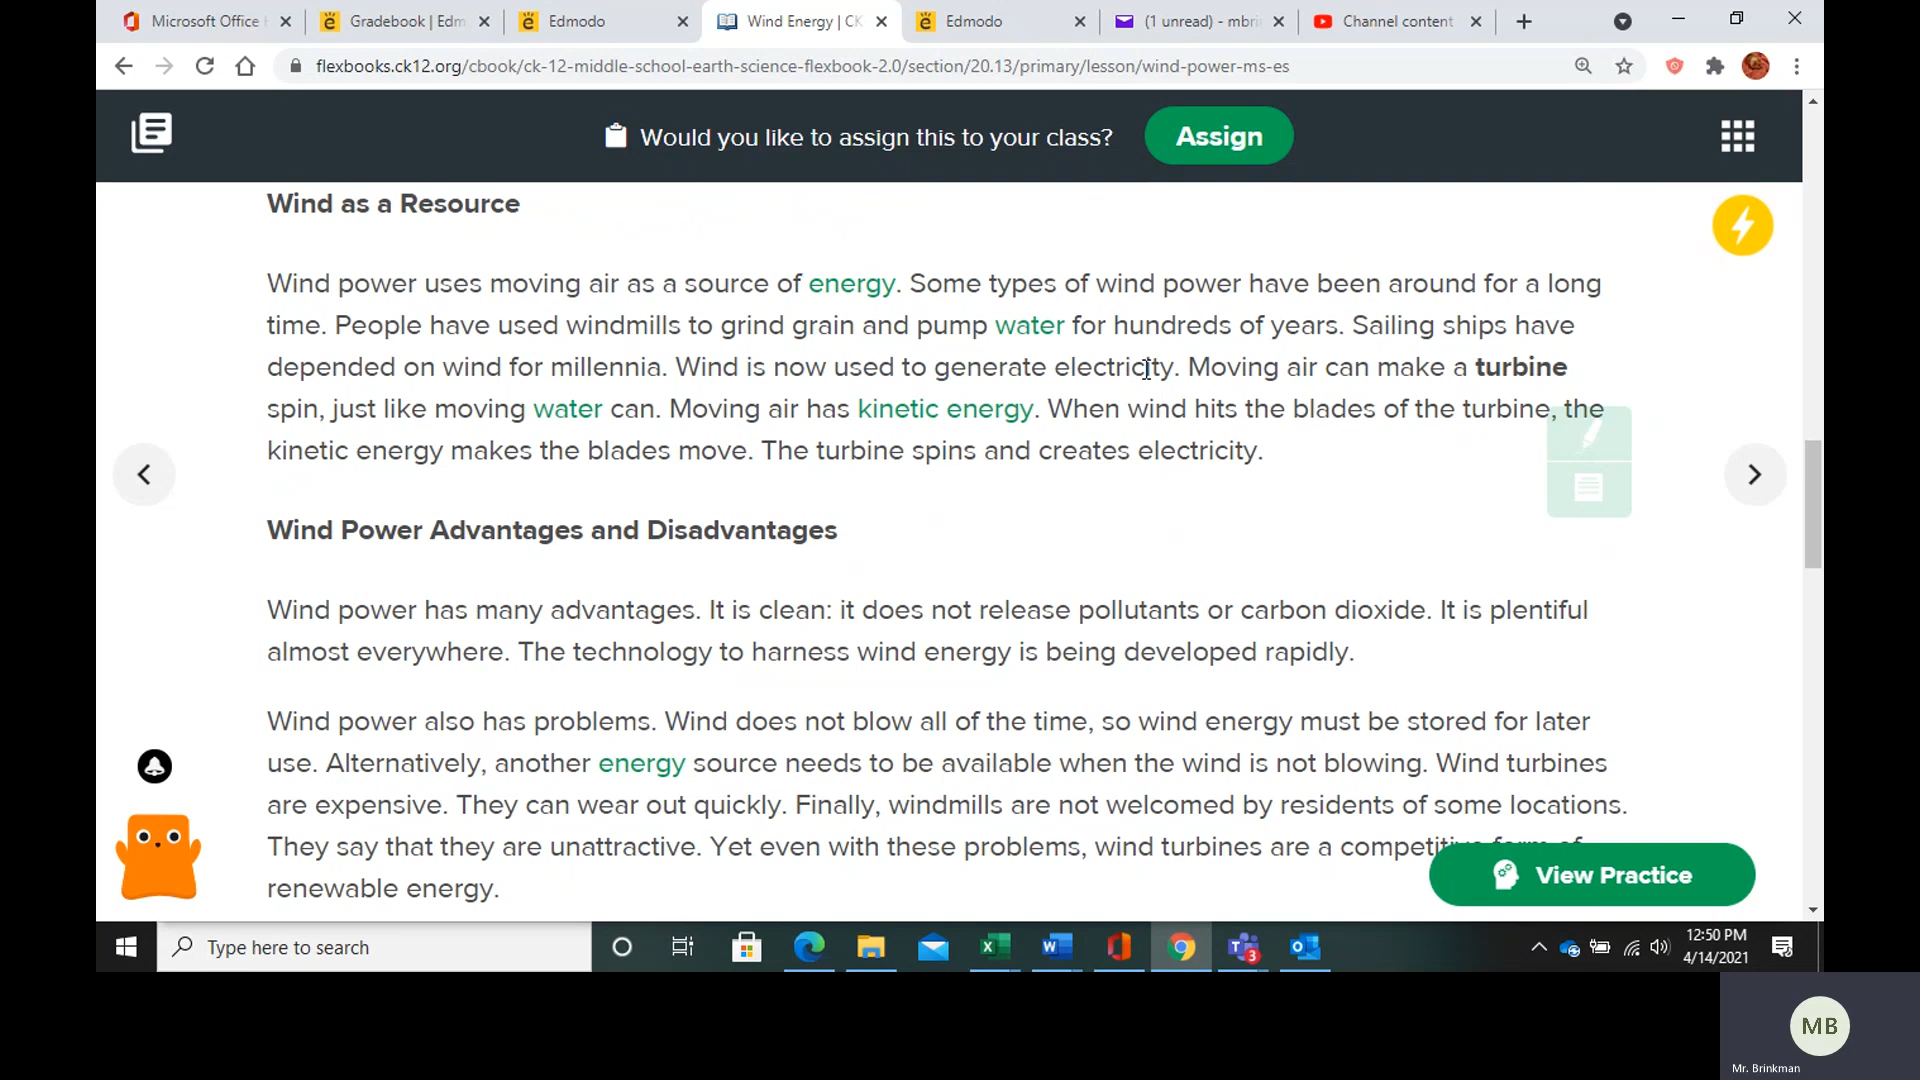 Microsoft Office
Gradebook | Edm
Edmodo
Wind Energy | CK
Edmodo
(1 unread) - mbri
Channel content
flexbooks.ck12.org/cbook/ck-12-middle-school-earth-science-flexbook-2.0/section/20.13/primary/lesson/wind-power-ms-es
Would you like to assign this to your class?
Assign
Wind as a Resource
Wind power uses moving air as a source of energy. Some types of wind power have been around for a long
time. People have used windmills to grind grain and pump water for hundreds of years. Sailing ships have
depended on wind for millennia. Wind is now used to generate electricity. Moving air can make a turbine
spin, just like moving water can. Moving air has kinetic energy. When wind hits the blades of the turbine, the
kinetic energy makes the blades move. The turbine spins and creates electricity.
Wind Power Advantages and Disadvantages
Wind power has many advantages. It is clean: it does not release pollutants or carbon dioxide. It is plentiful
almost everywhere. The technology to harness wind energy is being developed rapidly.
Wind power also has problems. Wind does not blow all of the time, so wind energy must be stored for later
use. Alternatively, another energy source needs to be available when the wind is not blowing. Wind turbines
are expensive. They can wear out quickly. Finally, windmills are not welcomed by residents of some locations.
They say that they are unattractive. Yet even with these problems, wind turbines are a competitive form of
renewable energy.
View Practice
Type here to search
3
12:50 PM
4/14/2021
MB
Mr. Brinkman